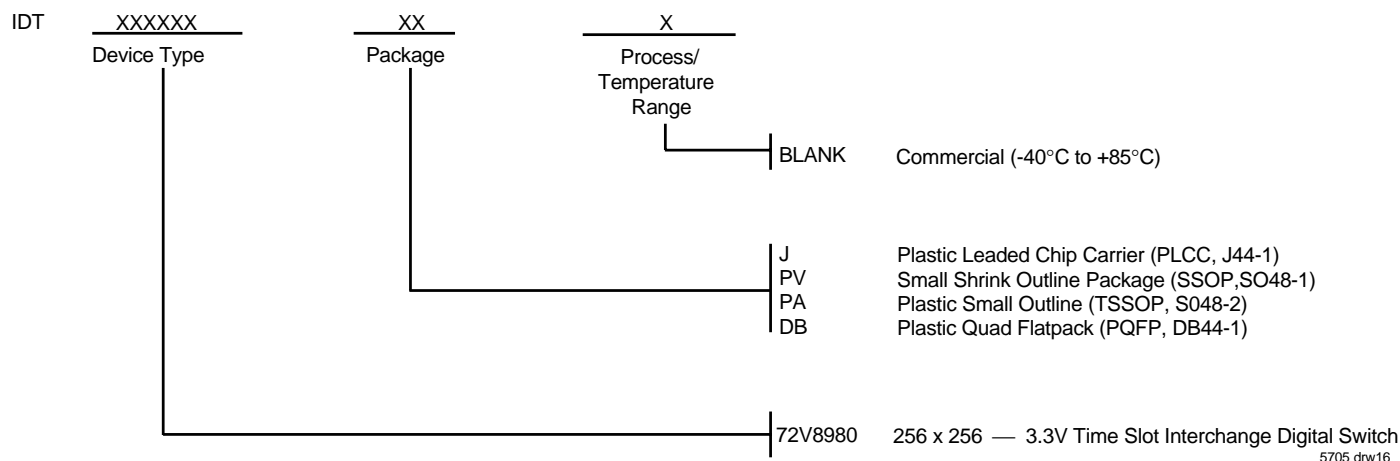 IDT XXXXXX XX X
Device Type Package Process/
Temperature
Range
BLANK Commercial (-40°C to +85°C)
J Plastic Leaded Chip Carrier (PLCC, J44-1)
PV Small Shrink Outline Package (SSOP,SO48-1)
PA Plastic Small Outline (TSSOP, S048-2)
DB Plastic Quad Flatpack (PQFP, DB44-1)
72V8980 256 x 256 — 3.3V Time Slot Interchange Digital Switch
5705 drw16